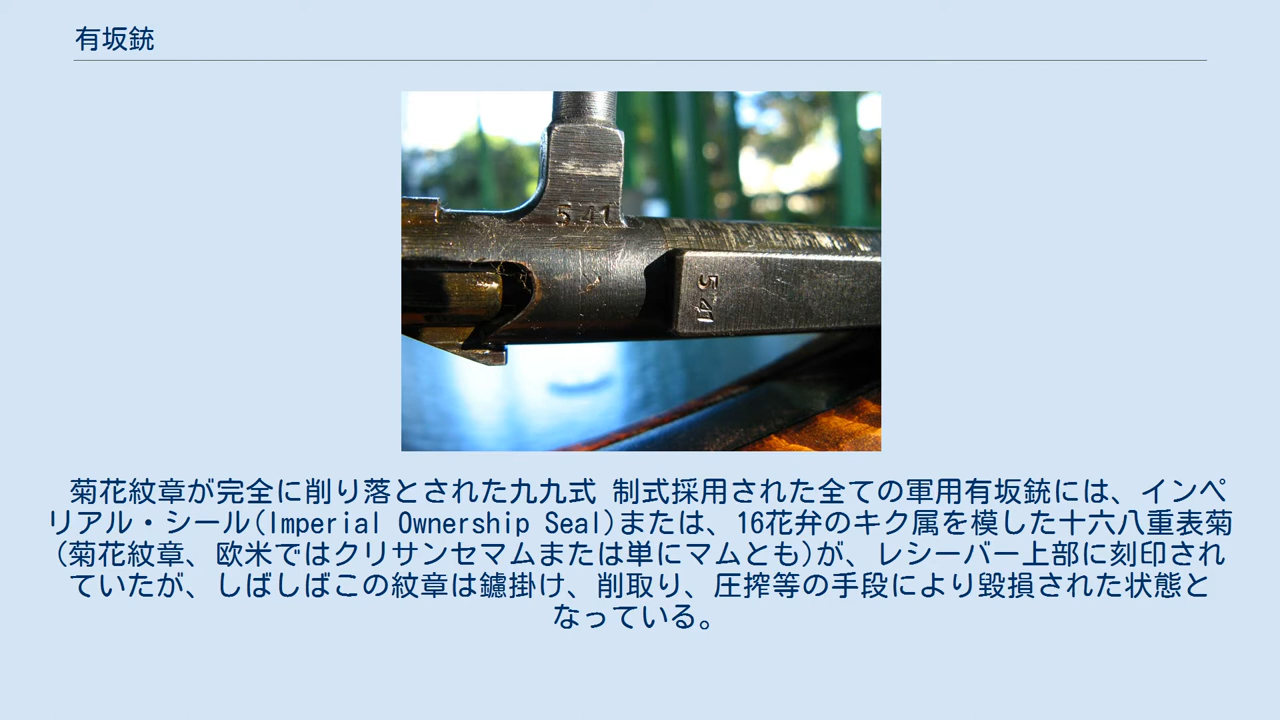 有坂銃
541
541
菊花紋章が完全に削り落とされた九九式 制式採用された全ての軍用有坂銃には、インペ
リアル・シール(Imperial Ownership Seal)または、16花弁のキク属を模した十六八重表菊
(菊花紋章、欧米ではクリサンセマムまたは単にマムとも)が、レシーバー上部に刻印され
ていたが、しばしばこの紋章は鑢掛け、削取り、圧搾等の手段により毀損された状態と
なっている。